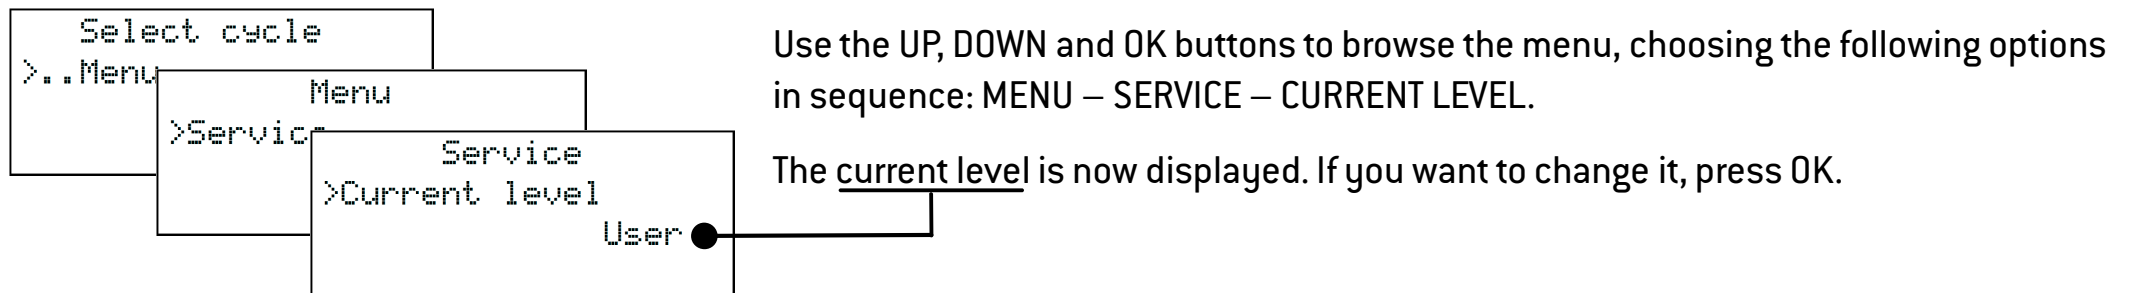 Select cycle
>..Menu
Menu
>Service
Service
>Current level
User
Use the UP, DOWN and OK buttons to browse the menu, choosing the following options
in sequence: MENU – SERVICE – CURRENT LEVEL.
The current level is now displayed. If you want to change it, press OK.